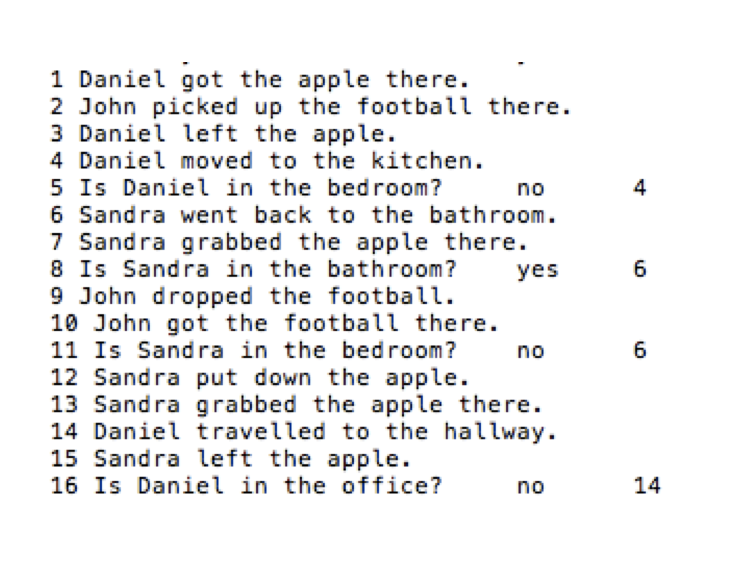 1 Daniel got the apple there.
2 John picked up the football there.
3 Daniel left the apple.
4 Daniel moved to the kitchen.
5 Is Daniel in the bedroom? no 4
6 Sandra went back to the bathroom.
7 Sandra grabbed the apple there.
8 Is Sandra in the bathroom? yes 6
9 John dropped the football.
10 John got the football there.
11 Is Sandra in the bedroom? no 6
12 Sandra put down the apple.
13 Sandra grabbed the apple there.
14 Daniel travelled to the hallway.
15 Sandra left the apple.
16 Is Daniel in the office? no 14